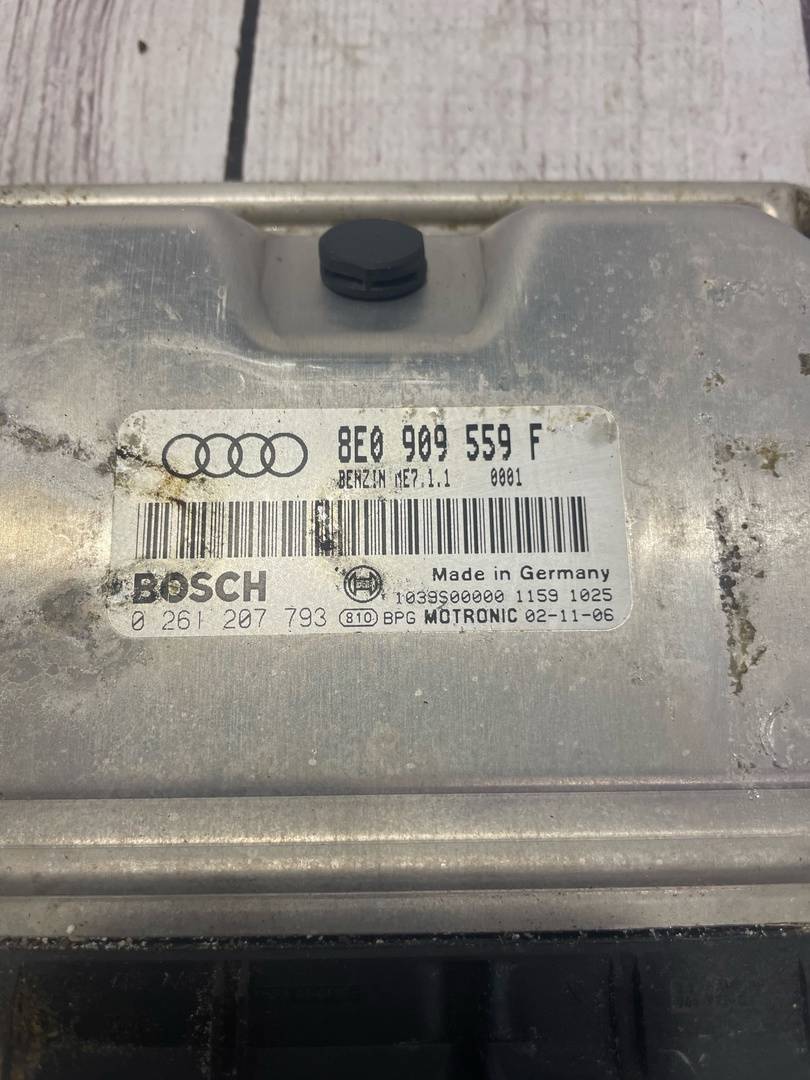 8E0 909 559 F
BENZIN ME7.1.1 0001
BOSCH Made in Germany
1039S00000 1159 1025
0 261 207 793 810 BPG MOTRONIC 02-11-06